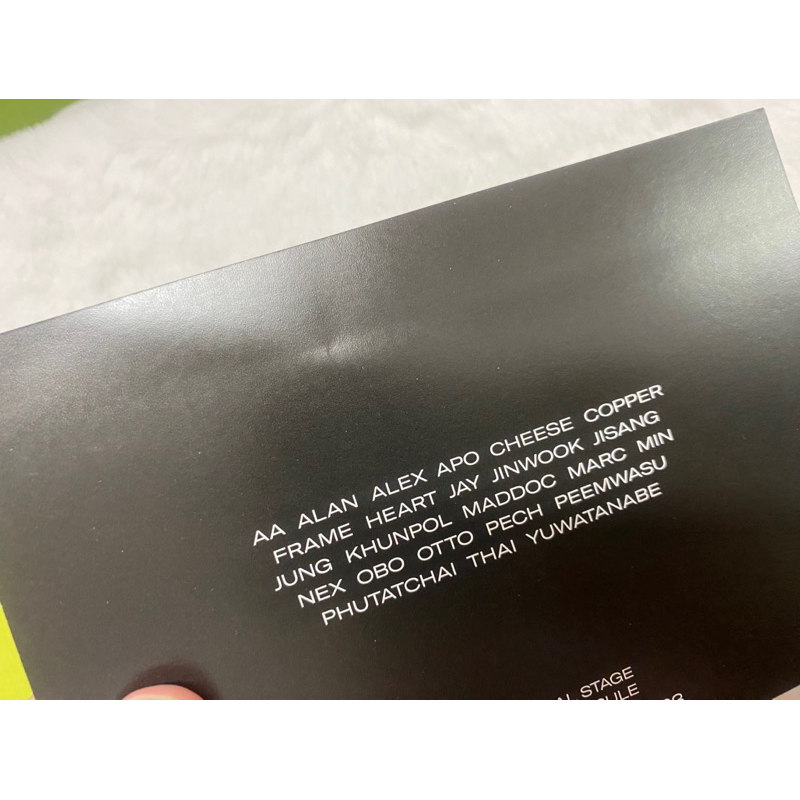 AA ALAN ALEX APO CHEESE COPPER
FRAME HEART JAY JINWOOK JISANG
JUNG KHUNPOL MADDOC MARC MIN
NEX OBO OTTO PECH PEEMWASU
PHUTATCHAI THAI YUWATANABE
STAGE